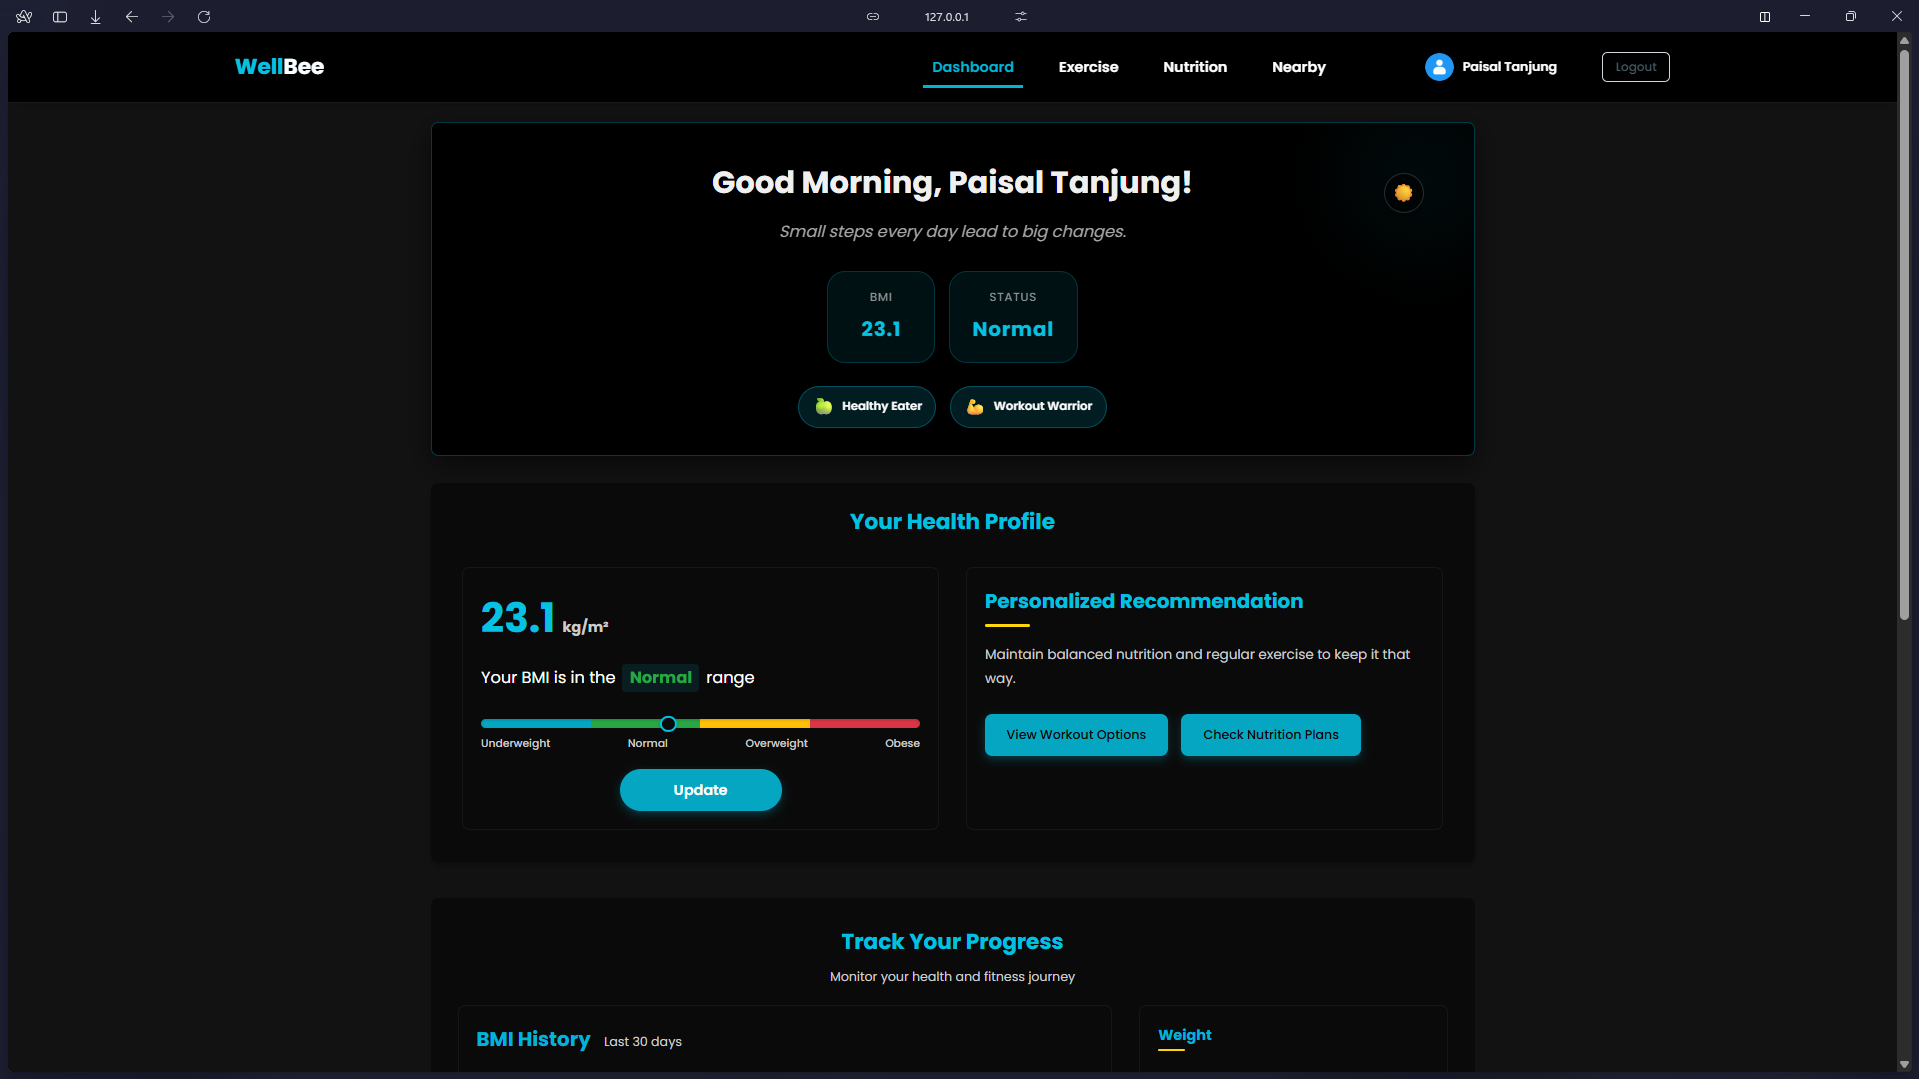 127.0.0.1
WellBee
Dashboard
Exercise
Nutrition
Nearby
Paisal Tanjung
Logout
Good Morning, Paisal Tanjung!
Small steps every day lead to big changes.
BMI
23.1
STATUS
Normal
Healthy Eater
Workout Warrior
Your Health Profile
23.1 kg/m²
Your BMI is in the Normal range
Underweight
Normal
Overweight
Obese
Update
Personalized Recommendation
Maintain balanced nutrition and regular exercise to keep it that
way.
View Workout Options
Check Nutrition Plans
Track Your Progress
Monitor your health and fitness journey
BMI History Last 30 days
Weight